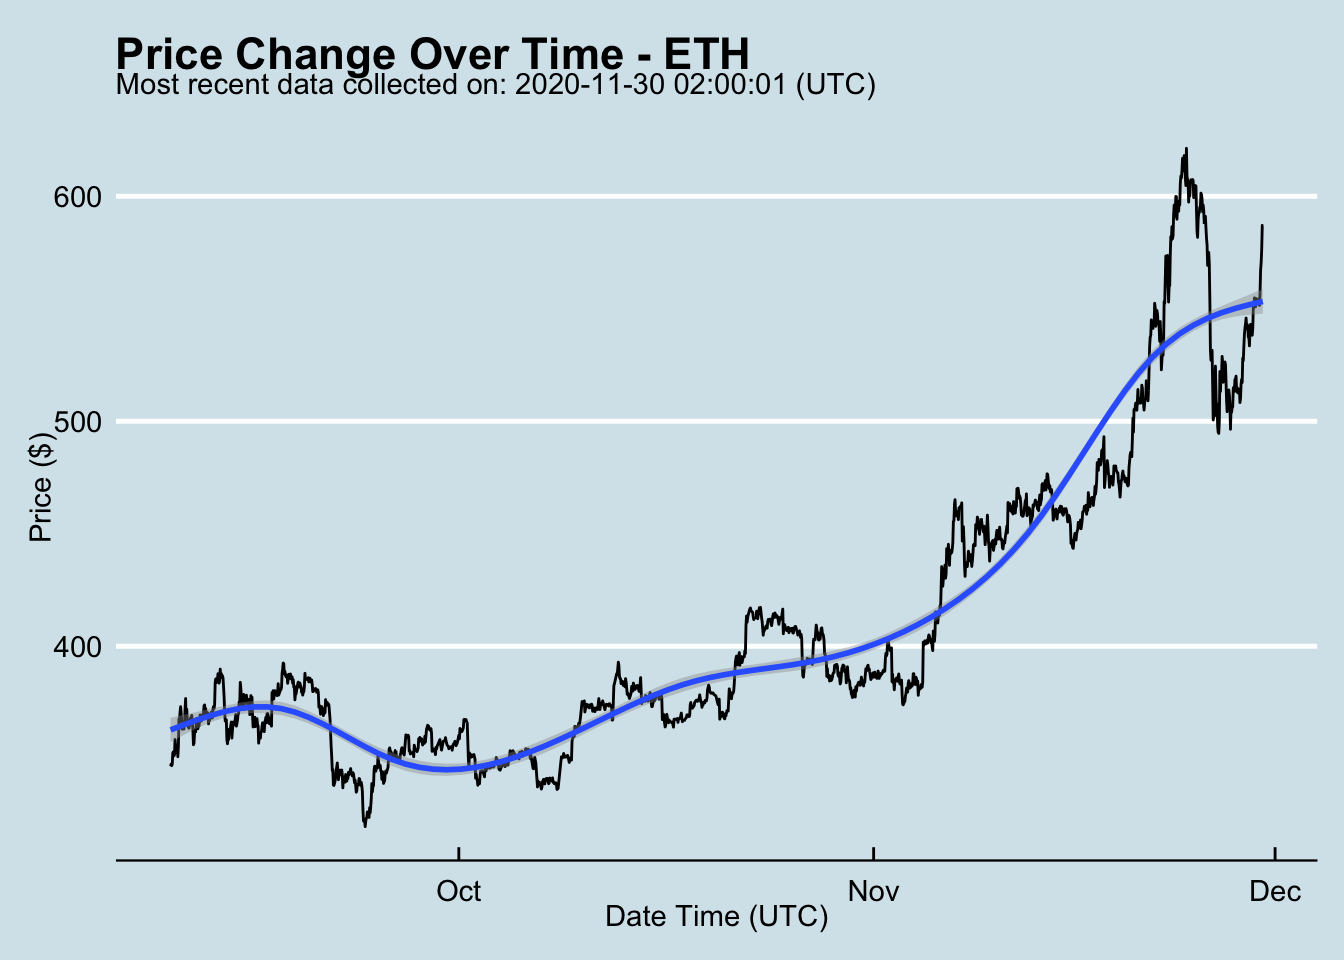 Price Change Over Time - ETH
Most recent data collected on: 2020-11-30 02:00:01 (UTC)
600
500
400
Price ($)
Oct
Nov
Dec
Date Time (UTC)